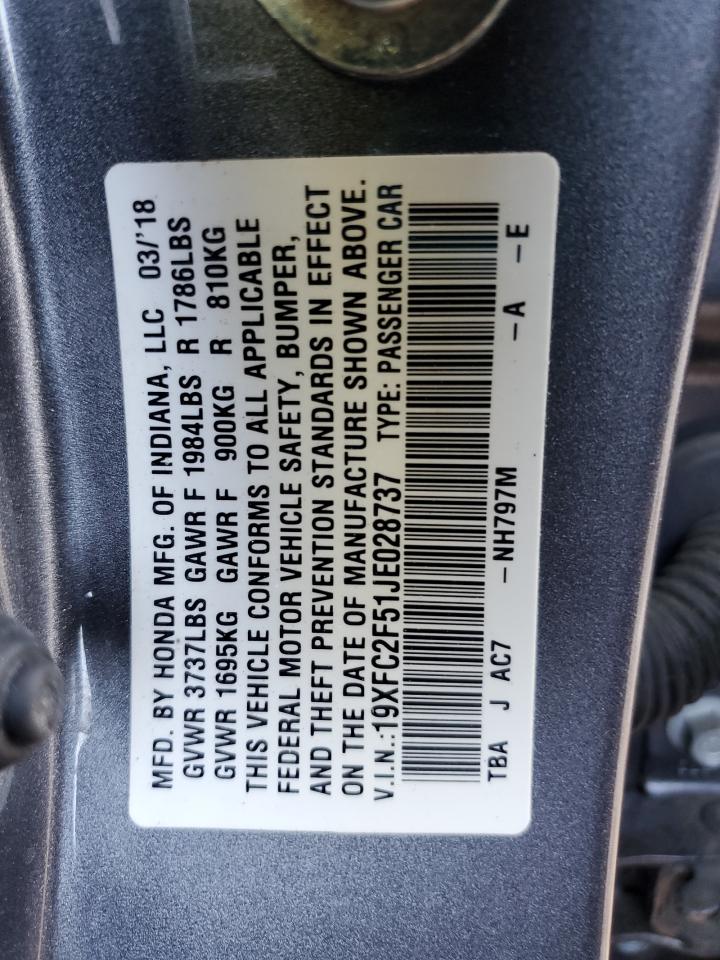 MFD. BY HONDA MFG. OF INDIANA, LLC 03/'18
GVWR 3737LBS GAWR F 1984LBS R 1786LBS
GVWR 1695KG GAWR F 900KG R 810KG
THIS VEHICLE CONFORMS TO ALL APPLICABLE
FEDERAL MOTOR VEHICLE SAFETY, BUMPER,
AND THEFT PREVENTION STANDARDS IN EFFECT
ON THE DATE OF MANUFACTURE SHOWN ABOVE.
V.I.N.:19XFC2F51JE028737 TYPE: PASSENGER CAR
TBA J AC7 -NH797M -A -E